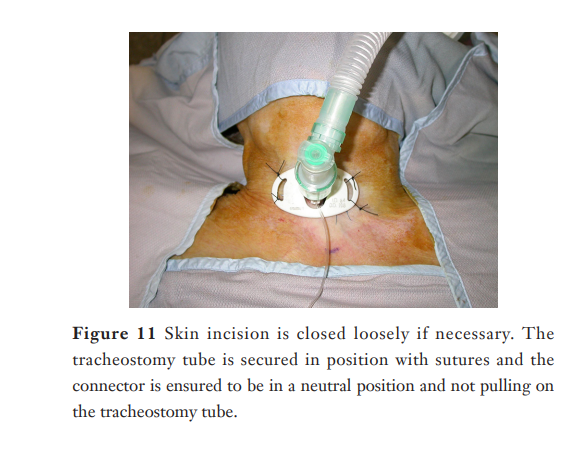 Figure 11 Skin incision is closed loosely if necessary. The
tracheostomy tube is secured in position with sutures and the
connector is ensured to be in a neutral position and not pulling on
the tracheostomy tube.